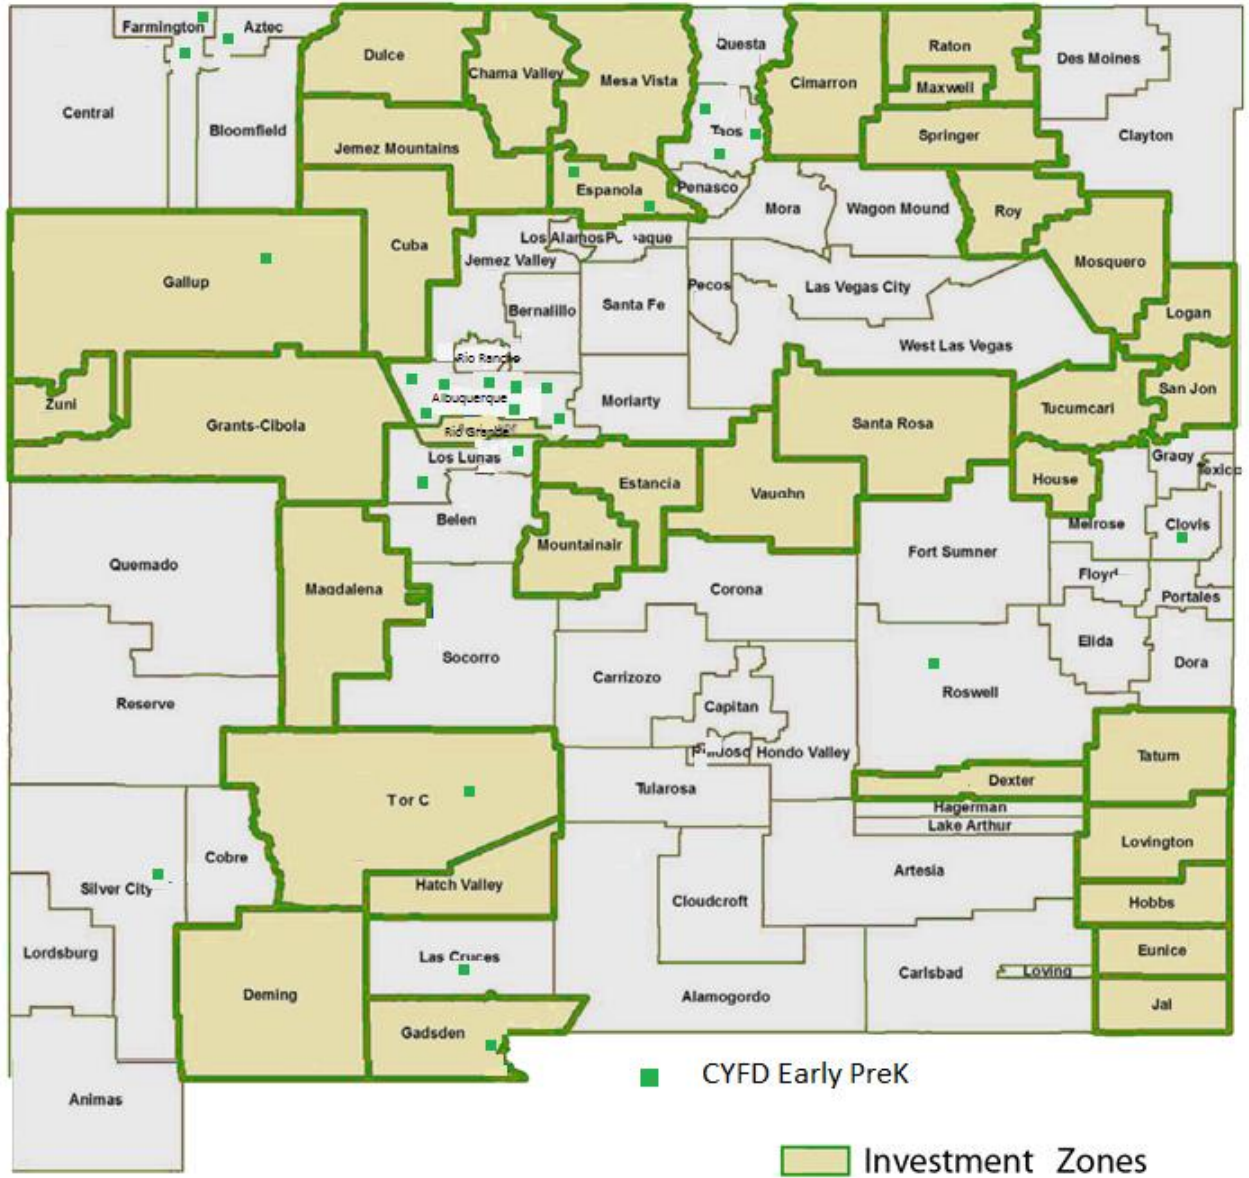 Farmington
Aztec
Questa
Dulce
Chama Valley
Mesa Vista
Cimarron
Raton
Maxwell
Des Moines
Central
Bloomfield
Jemez Mountains
Taos
Springer
Clayton
Espanola
Penasco
Mora
Wagon Mound
Roy
Cuba
Los Alamos
Jemez Valley
Gallup
Bernalillo
Santa Fe
Pecos
Las Vegas City
Mosquero
Logan
West Las Vegas
Rio Rancho
Zuni
Albuquerque
Moriarty
Tucumcari
San Jon
Grants-Cibola
Rio Grande
Santa Rosa
Los Lunas
Grady
Texico
Estancia
Vaughn
House
Belen
Melrose
Clovis
Mountainair
Fort Sumner
Quemado
Magdalena
Corona
Floyd
Portales
Socorro
Elida
Dora
Carrizozo
Roswell
Reserve
Capitan
Hondo Valley
Tatum
T or C
Tularosa
Dexter
Hagerman
Lake Arthur
Lovington
Cobre
Silver City
Hatch Valley
Artesia
Cloudcroft
Hobbs
Lordsburg
Las Cruces
Eunice
Deming
Carlsbad
Loving
Alamogordo
Jal
Gadsden
Animas
CYFD Early PreK
Investment Zones